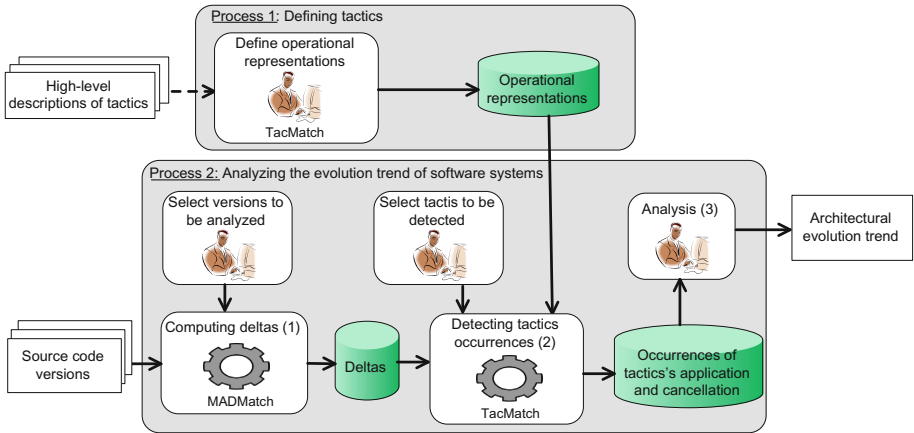 Process 1: Defining tactics
Define operational
representations
TacMatch
High-level
descriptions of tactics
Operational
representations
Process 2: Analyzing the evolution trend of software systems
Select versions to
be analyzed
Select tactis to be
detected
Analysis (3)
Architectural
evolution trend
Source code
versions
Computing deltas (1)
MADMatch
Deltas
Detecting tactics
occurrences (2)
TacMatch
Occurrences of
tactics's application
and cancellation